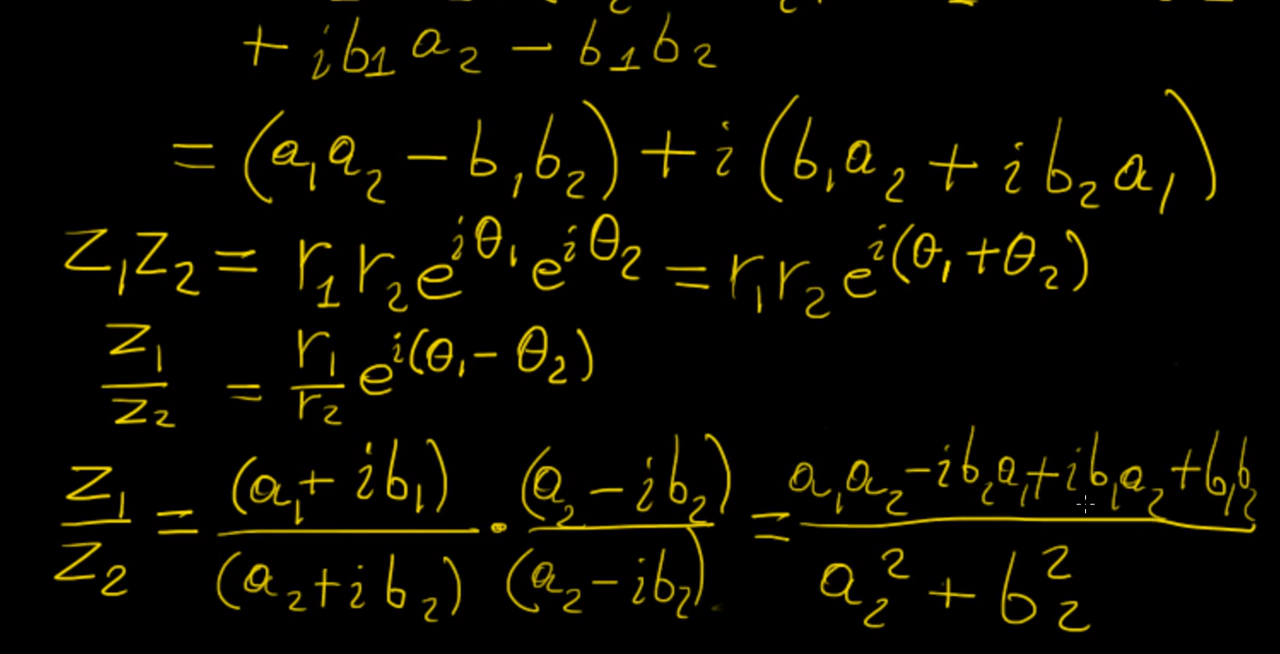 + ib₁a₂ − b₁b₂
= (a₁a₂ − b₁b₂) + i(b₁a₂ + ib₂a₁)
z₁z₂ = r₁r₂e^{iθ₁}e^{iθ₂} = r₁r₂e^{i(θ₁+θ₂)}
z₁/z₂ = r₁/r₂ e^{i(θ₁−θ₂)}
z₁/z₂ = (a₁+ib₁)/(a₂+ib₂) · (a₂−ib₂)/(a₂−ib₂) = (a₁a₂−ib₂a₁+ib₁a₂+b₁b₂)/(a₂²+b₂²)